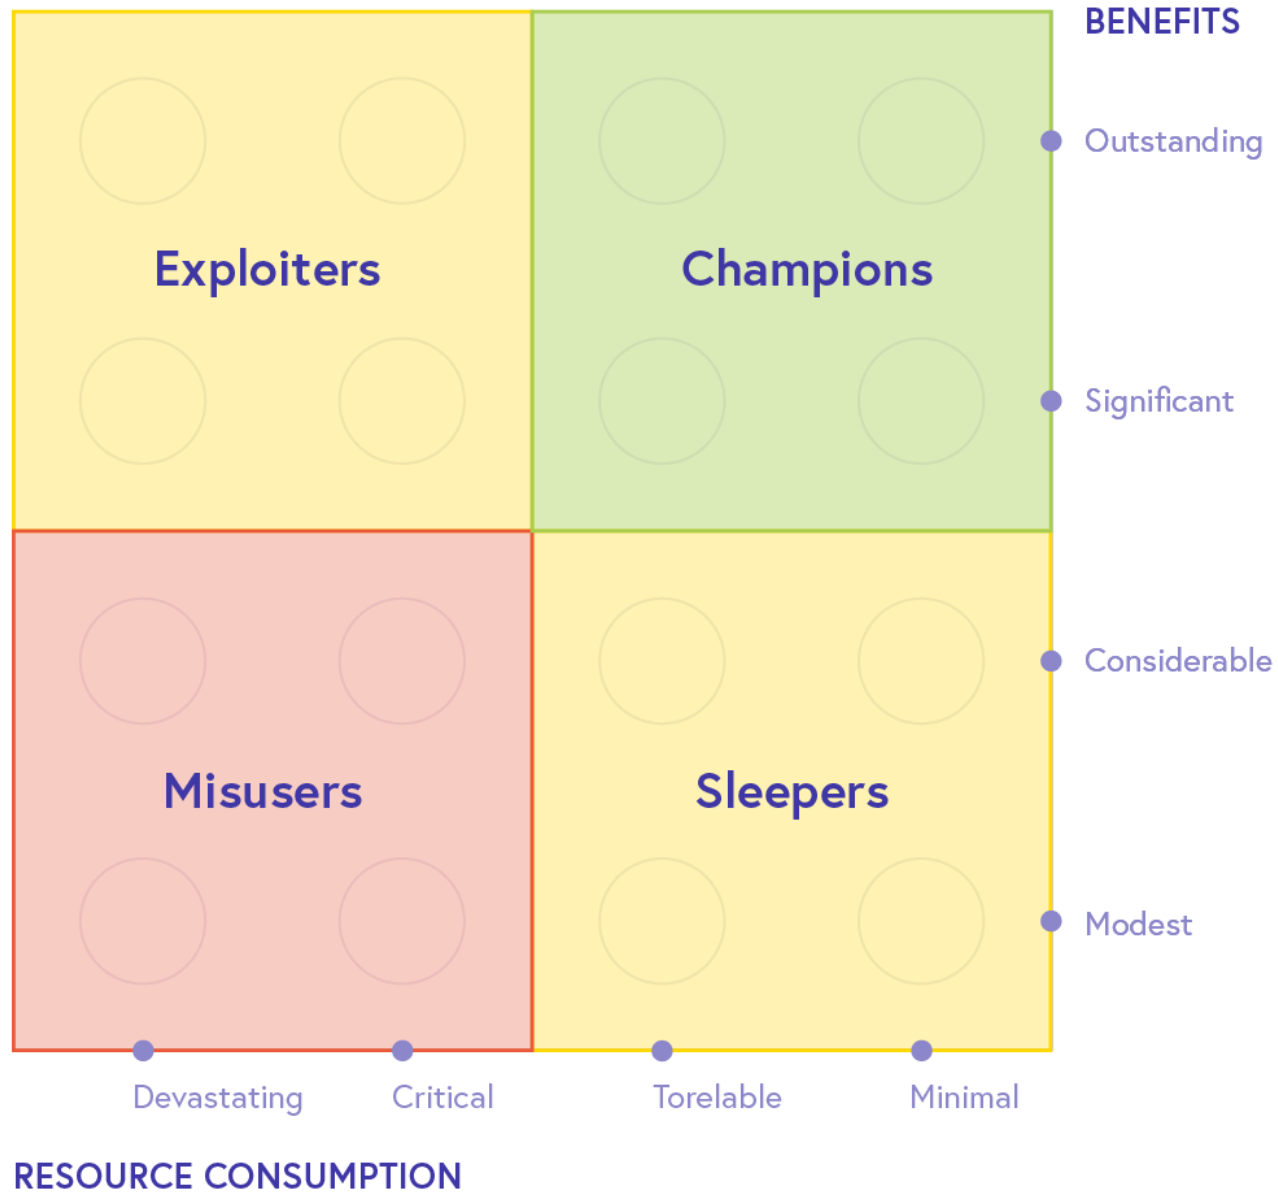 BENEFITS
Outstanding
Exploiters
Champions
Significant
Considerable
Misusers
Sleepers
Modest
Devastating
Critical
Torelable
Minimal
RESOURCE CONSUMPTION